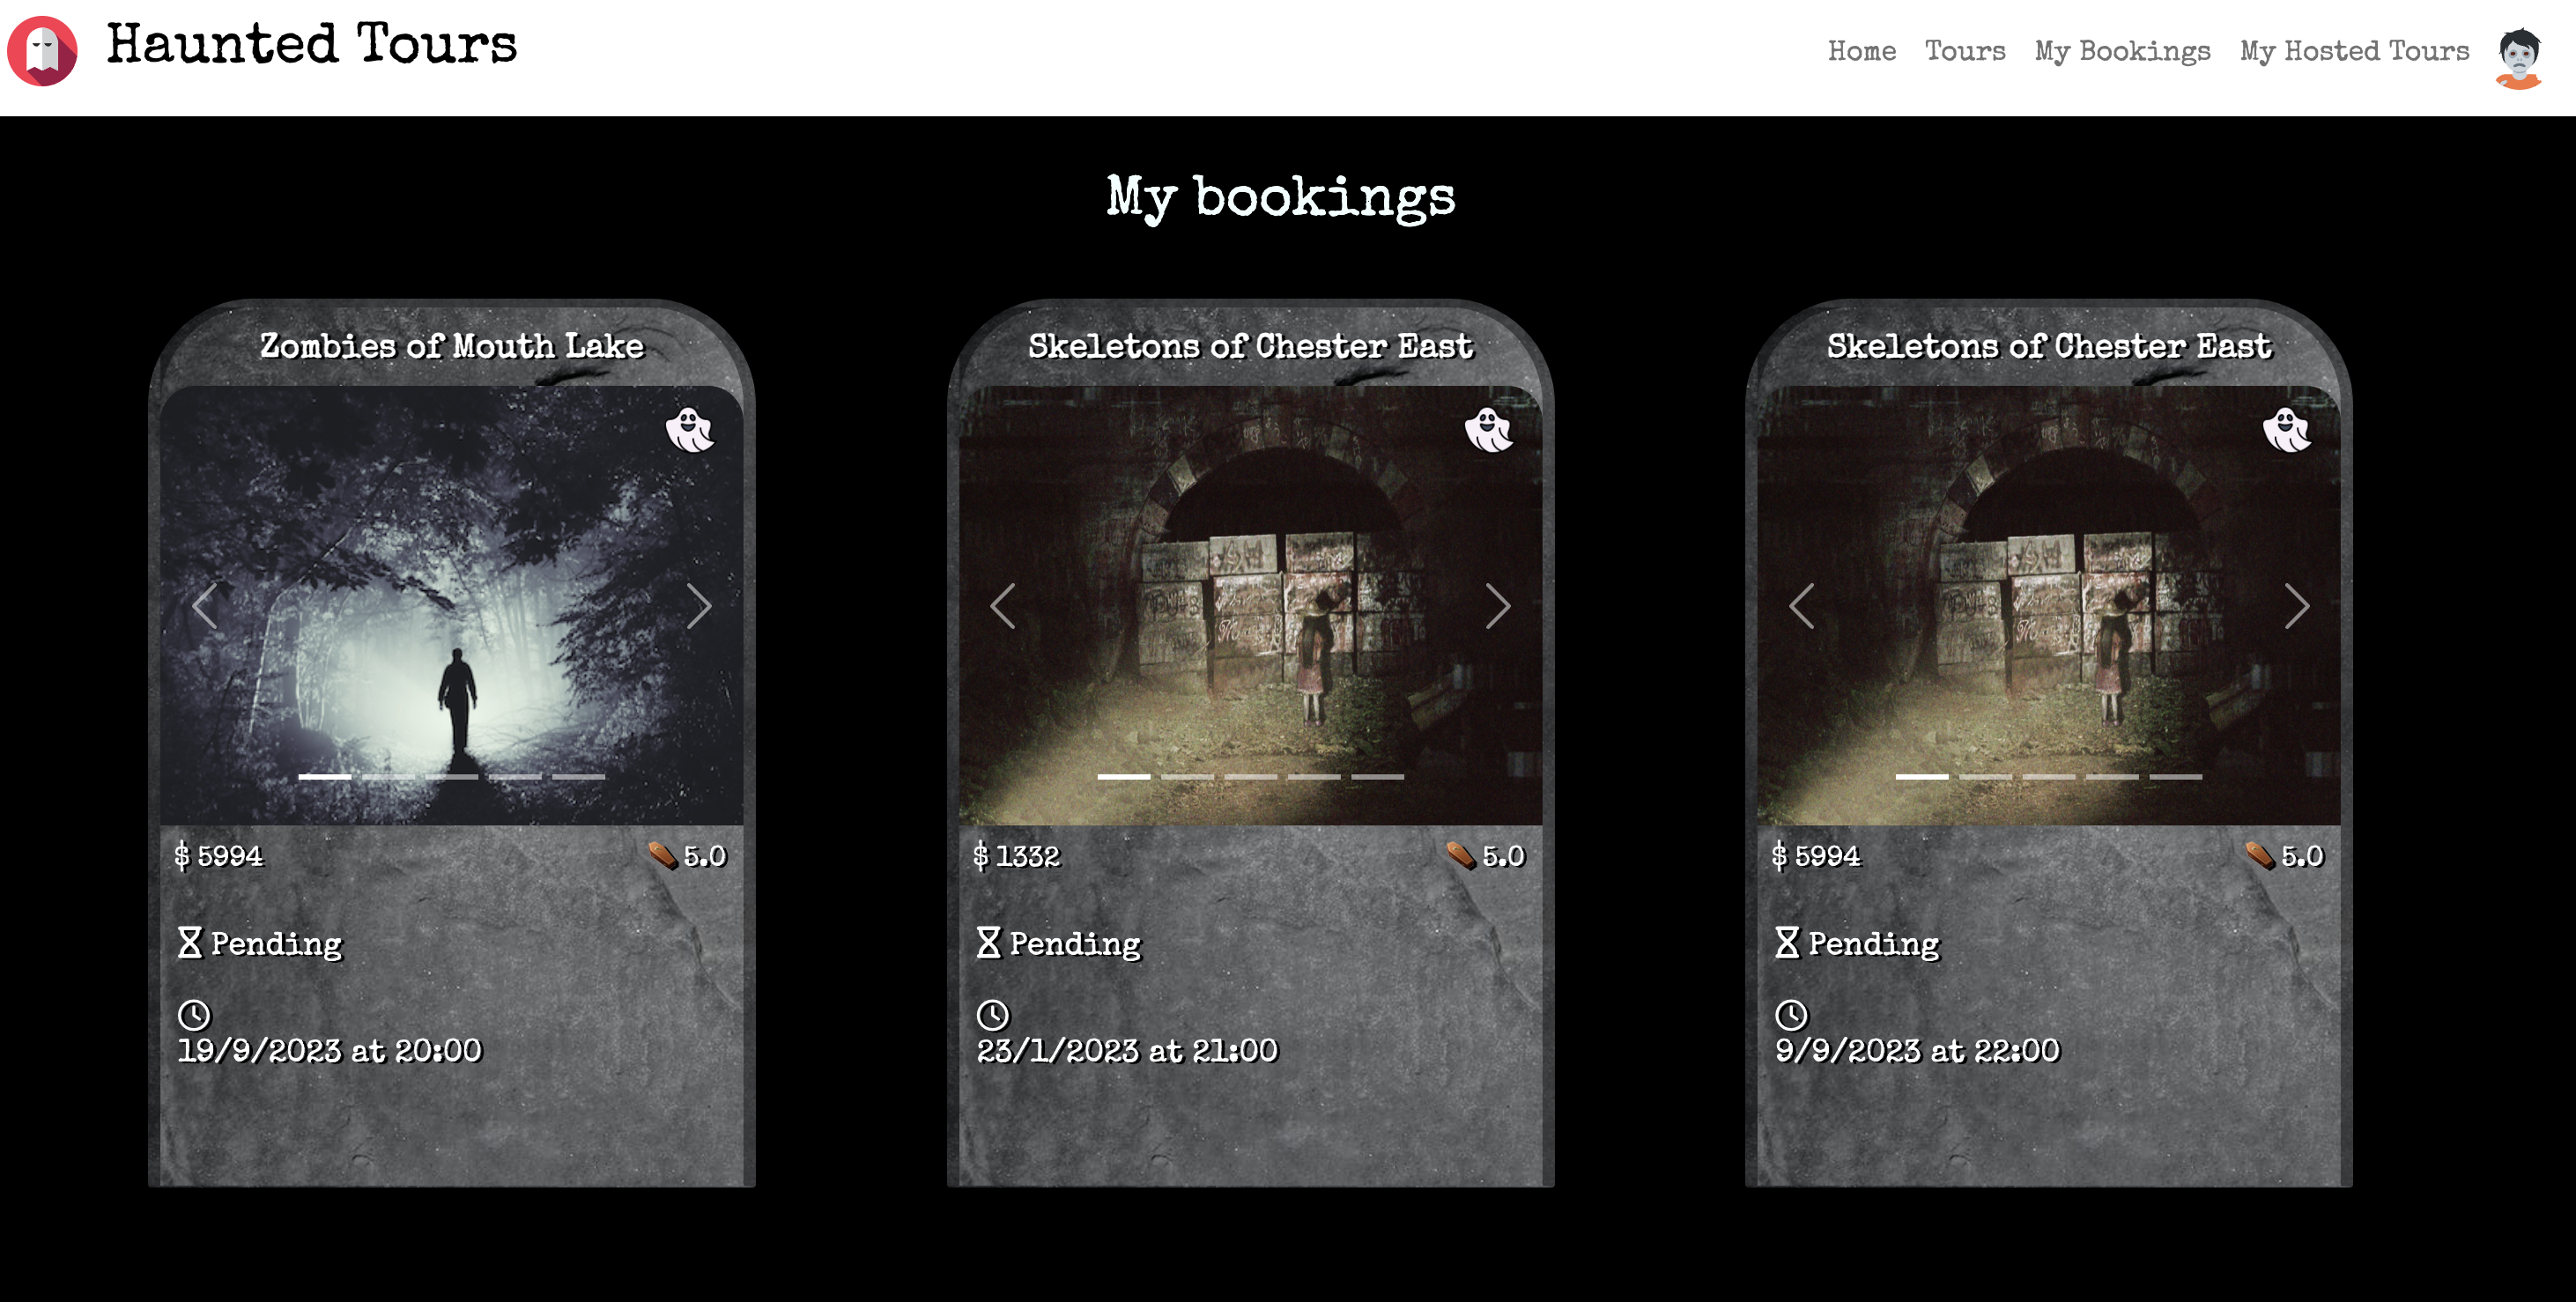 Haunted Tours
Home Tours My Bookings My Hosted Tours
My bookings
Zombies of Mouth Lake
$ 5994 5.0
Pending
19/9/2023 at 20:00
Skeletons of Chester East
$ 1332 5.0
Pending
23/1/2023 at 21:00
Skeletons of Chester East
$ 5994 5.0
Pending
9/9/2023 at 22:00